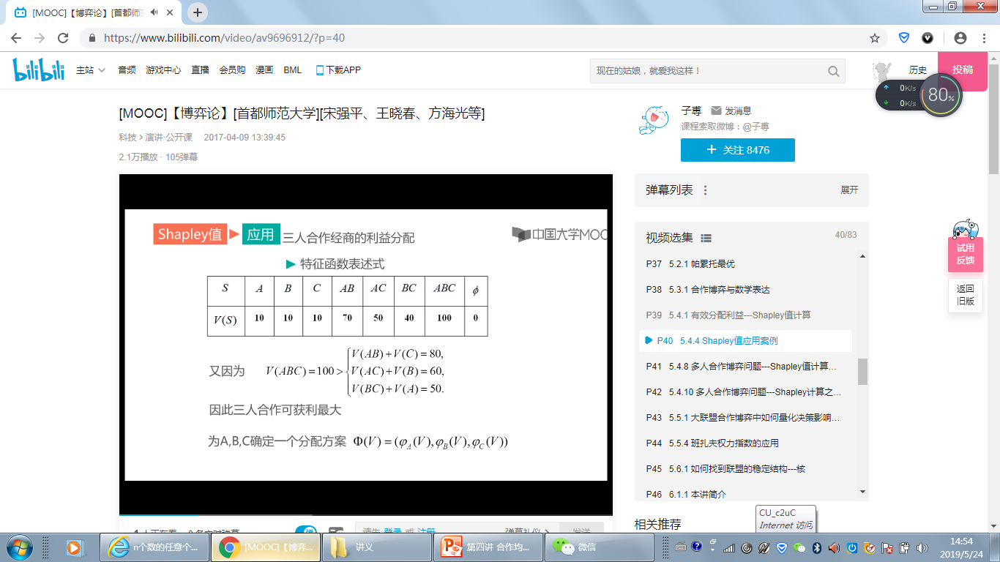 [MOOC]【博弈论】[首都师范
https://www.bilibili.com/video/av9696912/?p=40
bilibili 主站 音频 游戏中心 直播 会员购 漫画 BML 下载APP 现在的姑娘，就爱我这样！ 历史 投稿
0K/s
0K/s
80%
[MOOC]【博弈论】[首都师范大学][宋强平、王晓春、方海光等]
科技 > 演讲·公开课 2017-04-09 13:39:45
2.1万播放 · 105弹幕
子尃 发消息
课程索取微博：@子尃
+ 关注 8476
弹幕列表 展开
视频选集 40/83
P37 5.2.1 帕累托最优
P38 5.3.1 合作博弈与数学表达
P39 5.4.1 有效分配利益---Shapley值计算
P40 5.4.4 Shapley值应用案例
P41 5.4.8 多人合作博弈问题---Shapley值计算...
P42 5.4.10 多人合作博弈问题---Shapley计算之...
P43 5.5.1 大联盟合作博弈中如何量化决策影响...
P44 5.5.4 班扎夫权力指数的应用
P45 5.6.1 如何找到联盟的稳定结构---核
P46 6.1.1 本讲简介
相关推荐
试用
反馈
返回
旧版
Shapley值 应用 三人合作经商的利益分配
中国大学MOO
特征函数表述式
S A B C AB AC BC ABC ϕ
V(S) 10 10 10 70 50 40 100 0
V(AB)+V(C)=80,
又因为 V(ABC)=100> V(AC)+V(B)=60,
V(BC)+V(A)=50.
因此三人合作可获利最大
为A,B,C确定一个分配方案 Φ(V)=(φA(V),φB(V),φC(V))
请先 登录 或 注册 弹幕礼仪 > 发送
CU_c2uC
Internet 访问
n个数的任意个... [MOOC]【博弈... 讲义 第四讲 合作均... 微信
14:54
2019/5/24